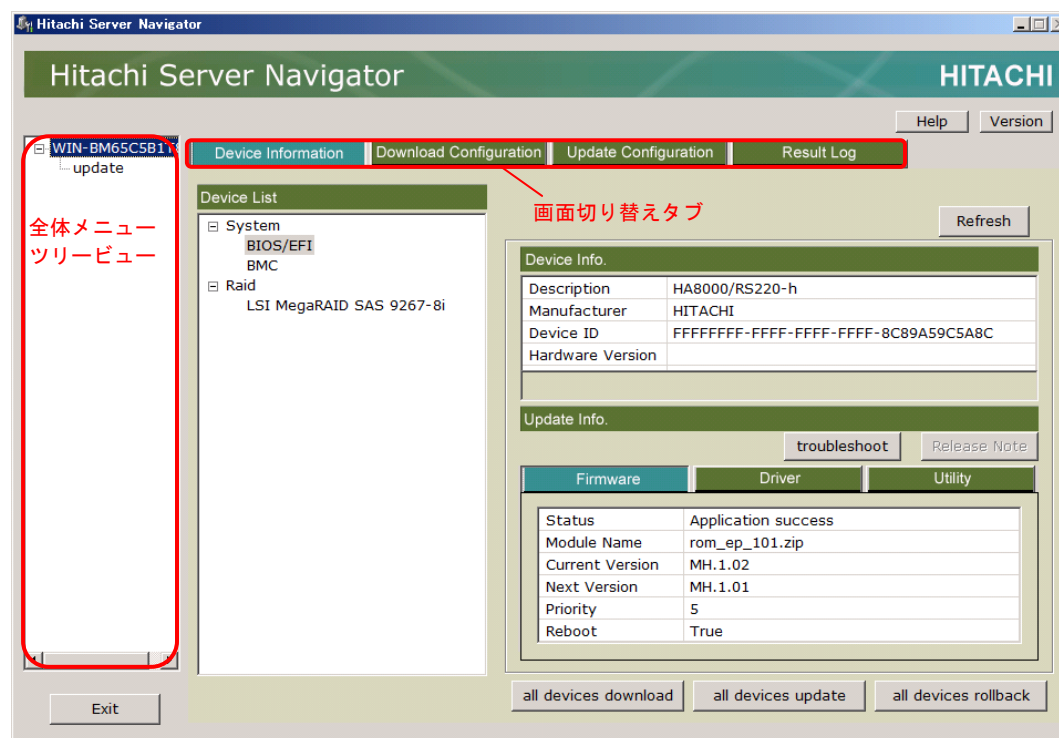 Hitachi Server Navigator
Hitachi Server Navigator
HITACHI
Help
Version
WIN-BM65C5B1T
update
Device Information
Download Configuration
Update Configuration
Result Log
全体メニュー
ツリービュー
画面切り替えタブ
Device List
System
BIOS/EFI
BMC
Raid
LSI MegaRAID SAS 9267-8i
Refresh
Device Info.
Description HA8000/RS220-h
Manufacturer HITACHI
Device ID FFFFFFFF-FFFF-FFFF-FFFF-8C89A59C5A8C
Hardware Version
Update Info.
troubleshoot
Release Note
Firmware
Driver
Utility
Status Application success
Module Name rom_ep_101.zip
Current Version MH.1.02
Next Version MH.1.01
Priority 5
Reboot True
Exit
all devices download
all devices update
all devices rollback